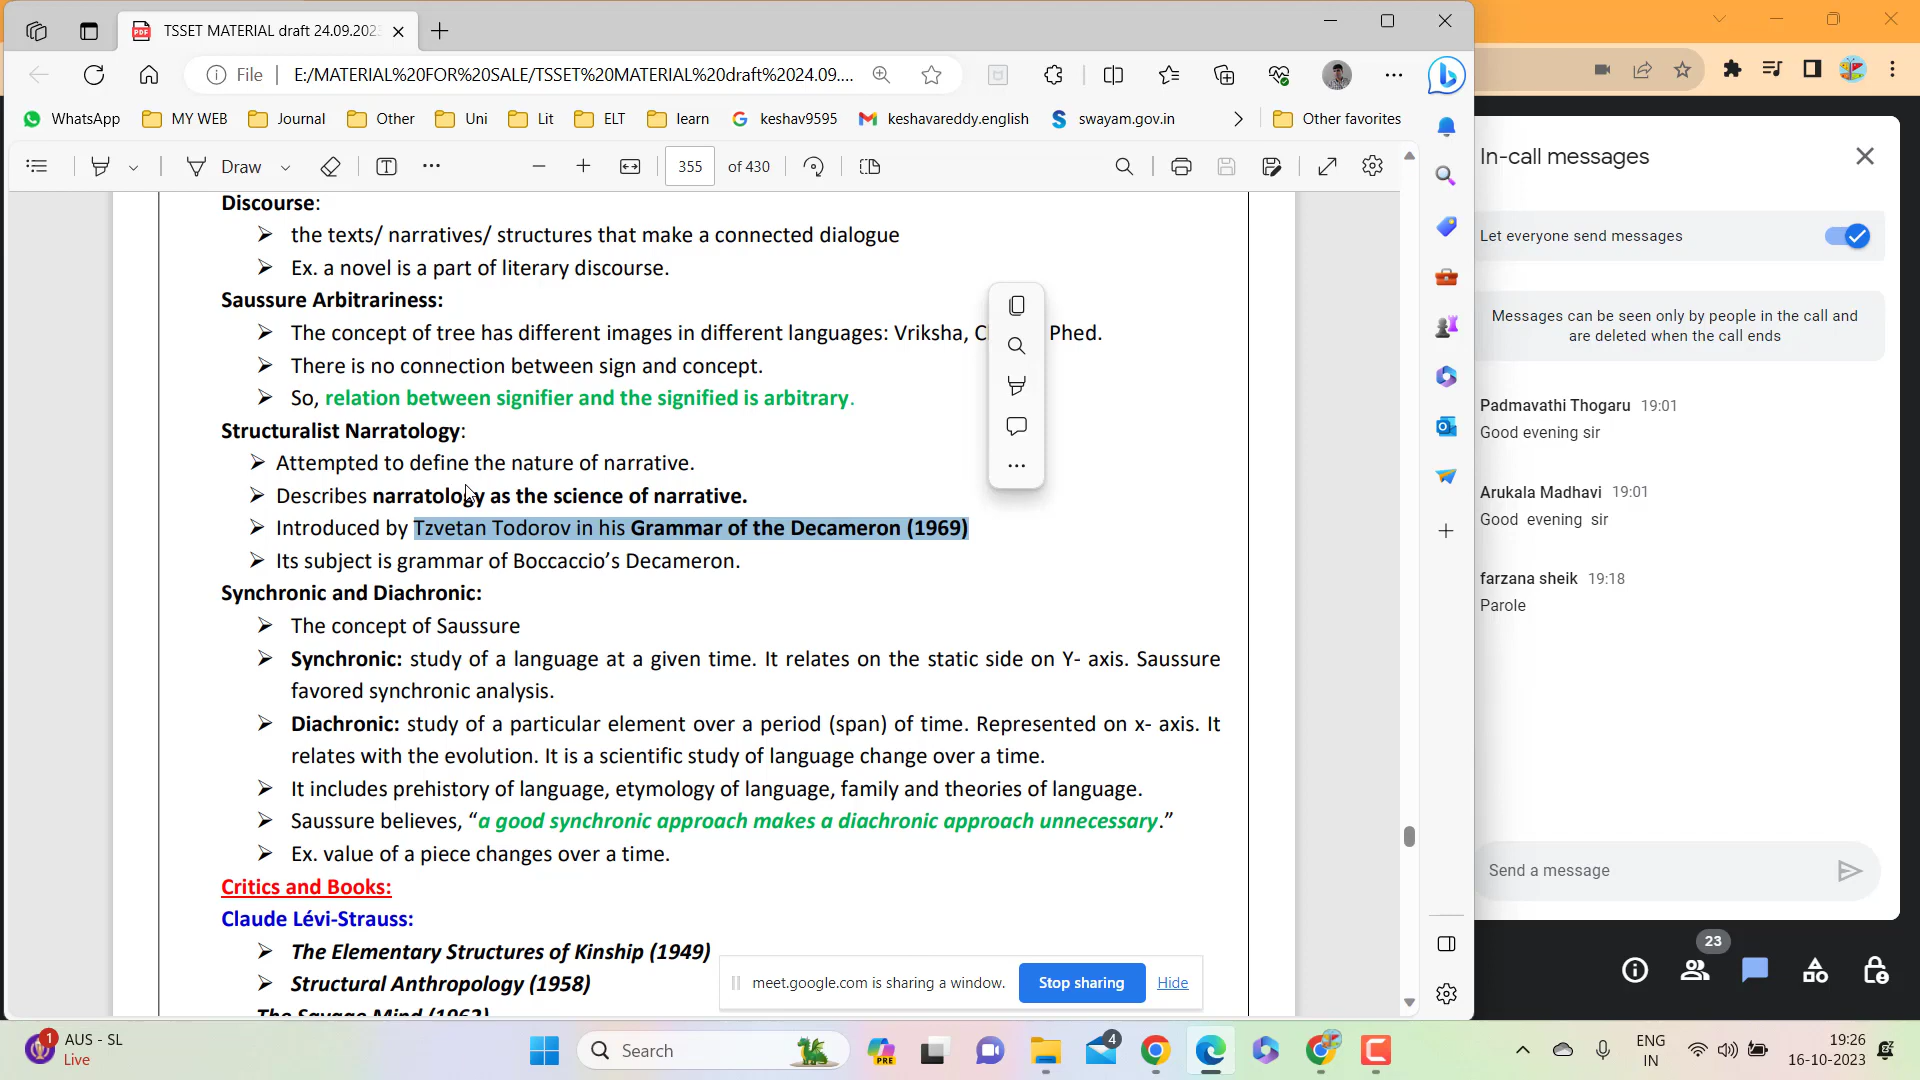 TSSET MATERIAL draft 24.09.202
File
E:/MATERIAL%20FOR%20SALE/TSSET%20MATERIAL%20draft%2024.09....
WhatsApp
MY WEB
Journal
Other
Uni
Lit
ELT
learn
keshav9595
keshavareddy.english
swayam.gov.in
Other favorites
Draw
355
of 430
Discourse:
the texts/ narratives/ structures that make a connected dialogue
Ex. a novel is a part of literary discourse.
Saussure Arbitrariness:
The concept of tree has different images in different languages: Vriksha, C Phed.
There is no connection between sign and concept.
So, relation between signifier and the signified is arbitrary.
Structuralist Narratology:
Attempted to define the nature of narrative.
Describes narratology as the science of narrative.
Introduced by Tzvetan Todorov in his Grammar of the Decameron (1969)
Its subject is grammar of Boccaccio’s Decameron.
Synchronic and Diachronic:
The concept of Saussure
Synchronic: study of a language at a given time. It relates on the static side on Y- axis. Saussure
favored synchronic analysis.
Diachronic: study of a particular element over a period (span) of time. Represented on x- axis. It
relates with the evolution. It is a scientific study of language change over a time.
It includes prehistory of language, etymology of language, family and theories of language.
Saussure believes, “a good synchronic approach makes a diachronic approach unnecessary.”
Ex. value of a piece changes over a time.
Critics and Books:
Claude Lévi-Strauss:
The Elementary Structures of Kinship (1949)
Structural Anthropology (1958)
The Savage Mind (1962)
meet.google.com is sharing a window.
Stop sharing
Hide
In-call messages
Let everyone send messages
Messages can be seen only by people in the call and
are deleted when the call ends
Padmavathi Thogaru 19:01
Good evening sir
Arukala Madhavi 19:01
Good evening sir
farzana sheik 19:18
Parole
Send a message
23
1
AUS - SL
Live
Search
PRE
4
ENG
IN
19:26
16-10-2023